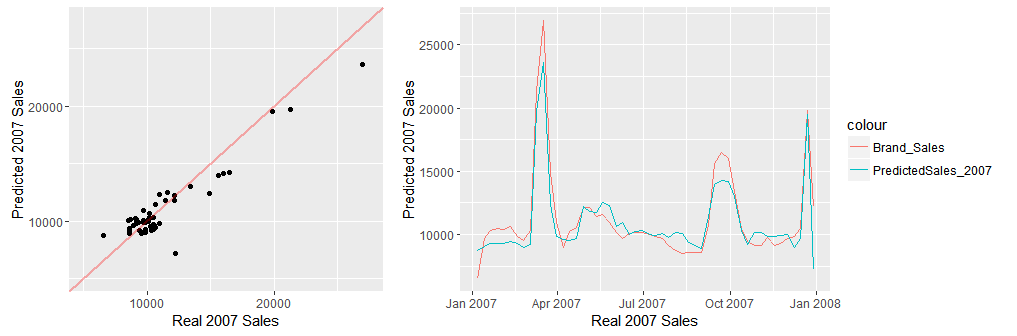 Predicted 2007 Sales
20000
10000
10000
20000
Real 2007 Sales
Predicted 2007 Sales
25000
20000
15000
10000
Jan 2007
Apr 2007
Jul 2007
Oct 2007
Jan 2008
Real 2007 Sales
colour
Brand_Sales
PredictedSales_2007